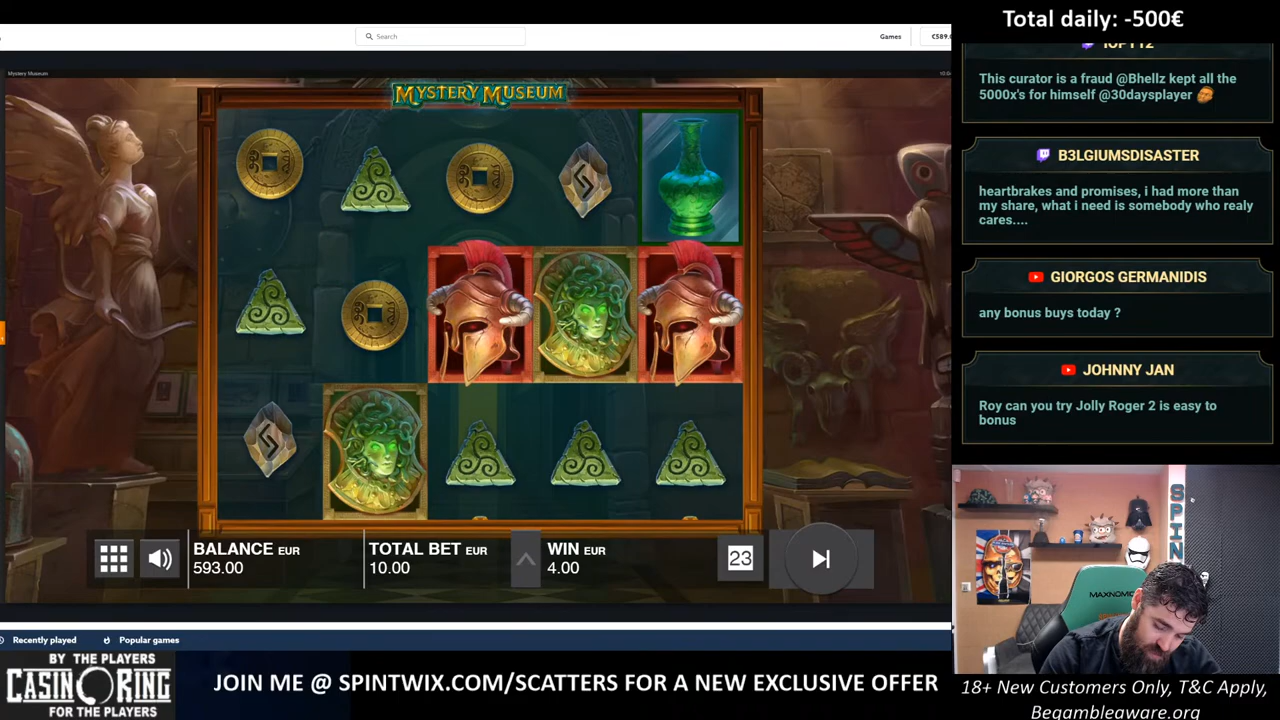 Total daily: -500€
Search
Games
Mystery Museum
MYSTERY MUSEUM
This curator is a fraud @Bhellz kept all the
5000x's for himself @30daysplayer
B3LGIUMSDISASTER
heartbrakes and promises, i had more than
my share, what i need is somebody who realy
cares....
GIORGOS GERMANIDIS
any bonus buys today ?
JOHNNY JAN
Roy can you try Jolly Roger 2 is easy to
bonus
SPIN
MAXNOMIC
BALANCE EUR
593.00
TOTAL BET EUR
10.00
WIN EUR
4.00
23
Recently played
Popular games
BY THE PLAYERS
CASINO RING
FOR THE PLAYERS
JOIN ME @ SPINTWIX.COM/SCATTERS FOR A NEW EXCLUSIVE OFFER
18+ New Customers Only, T&C Apply,
Begambleaware.org